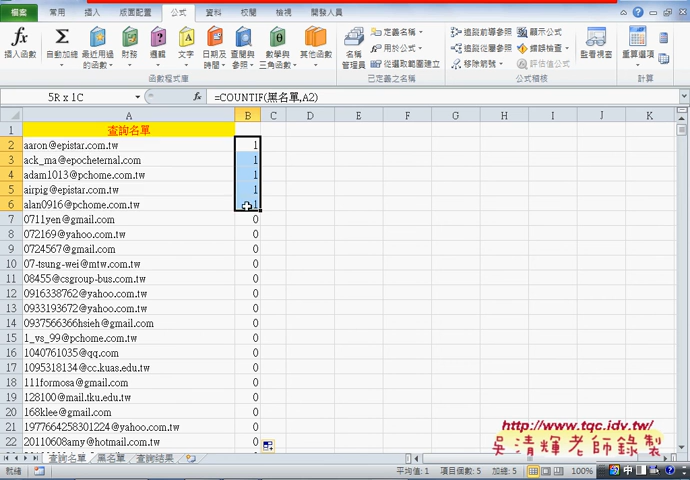 檔案 常用 插入 版面配置 公式 資料 校閱 檢視 開發人員
插入函數 自動加總 最近用過的函數 財務 邏輯 文字 日期及時間 查閱與參照 數學與三角函數 其他函數
函數程式庫
名稱管理員 定義名稱 用於公式 從選取範圍建立
已定義之名稱
追蹤前導參照 追蹤從屬參照 移除箭號 顯示公式 錯誤檢查 評估值公式
公式稽核
監看視窗 計算選項
計算
5R x 1C fx =COUNTIF(黑名單,A2)
A B C D E F G H I J K
1 查詢名單
2 aaron@epistar.com.tw 1
3 ack_ma@epocheternal.com 1
4 adam1013@pchome.com.tw 1
5 airpig@epistar.com.tw 1
6 alan0916@pchome.com.tw 1
7 0711yen@gmail.com 0
8 072169@yahoo.com.tw 0
9 0724567@gmail.com 0
10 07-tsung-wei@mtw.com.tw 0
11 08455@csgroup-bus.com.tw 0
12 0916338762@yahoo.com.tw 0
13 0933193672@yahoo.com.tw 0
14 0937566366hsieh@gmail.com 0
15 1_vs_99@pchome.com.tw 0
16 1040761035@qq.com 0
17 1095318134@cc.kuas.edu.tw 0
18 111formosa@gmail.com 0
19 128100@mail.tku.edu.tw 0
20 168klee@gmail.com 0
21 1977664258301224@yahoo.com.tw 0
22 20110608amy@hotmail.com.tw 0
http://www.tqc.idv.tw/
吳清輝老師錄製
查詢名單 黑名單 查詢結果
就緒 平均值: 1 項目個數: 5 加總: 5 100% 中